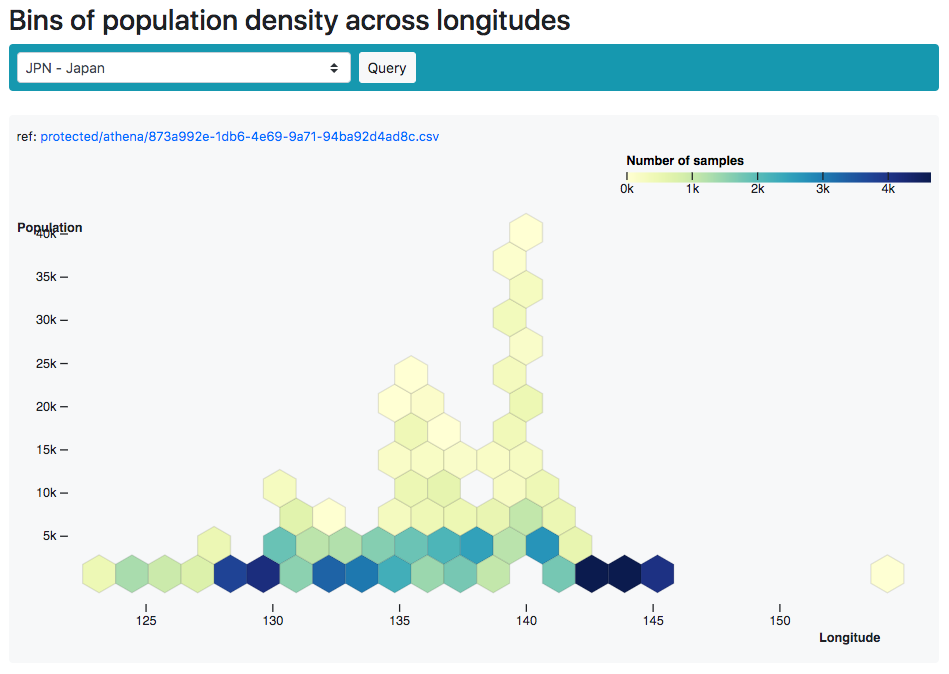 Bins of population density across longitudes
JPN - Japan
Query
ref: protected/athena/873a992e-1db6-4e69-9a71-94ba92d4ad8c.csv
Number of samples
0k 1k 2k 3k 4k
Population
40k
35k
30k
25k
20k
15k
10k
5k
125 130 135 140 145 150
Longitude